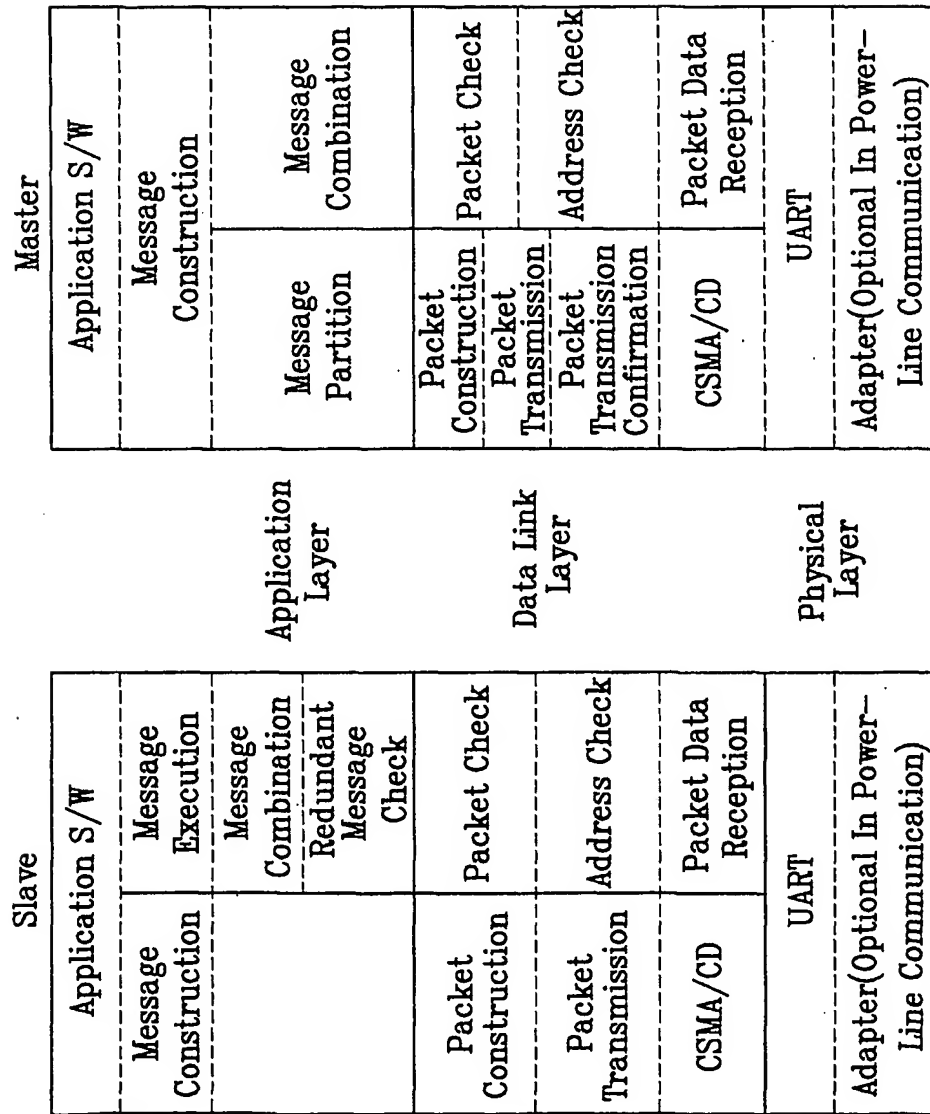 Slave
Application S/W
Message
Construction
Message
Execution
Message
Combination
Redundant
Message
Check
Packet
Construction
Packet Check
Packet
Transmission
Address Check
CSMA/CD
Packet Data
Reception
UART
Adapter(Optional In Power-
Line Communication)
Application
Layer
Data Link
Layer
Physical
Layer
Master
Application S/W
Message
Construction
Message
Partition
Message
Combination
Packet
Construction
Packet
Transmission
Packet
Transmission
Confirmation
Packet Check
Address Check
CSMA/CD
Packet Data
Reception
UART
Adapter(Optional In Power-
Line Communication)